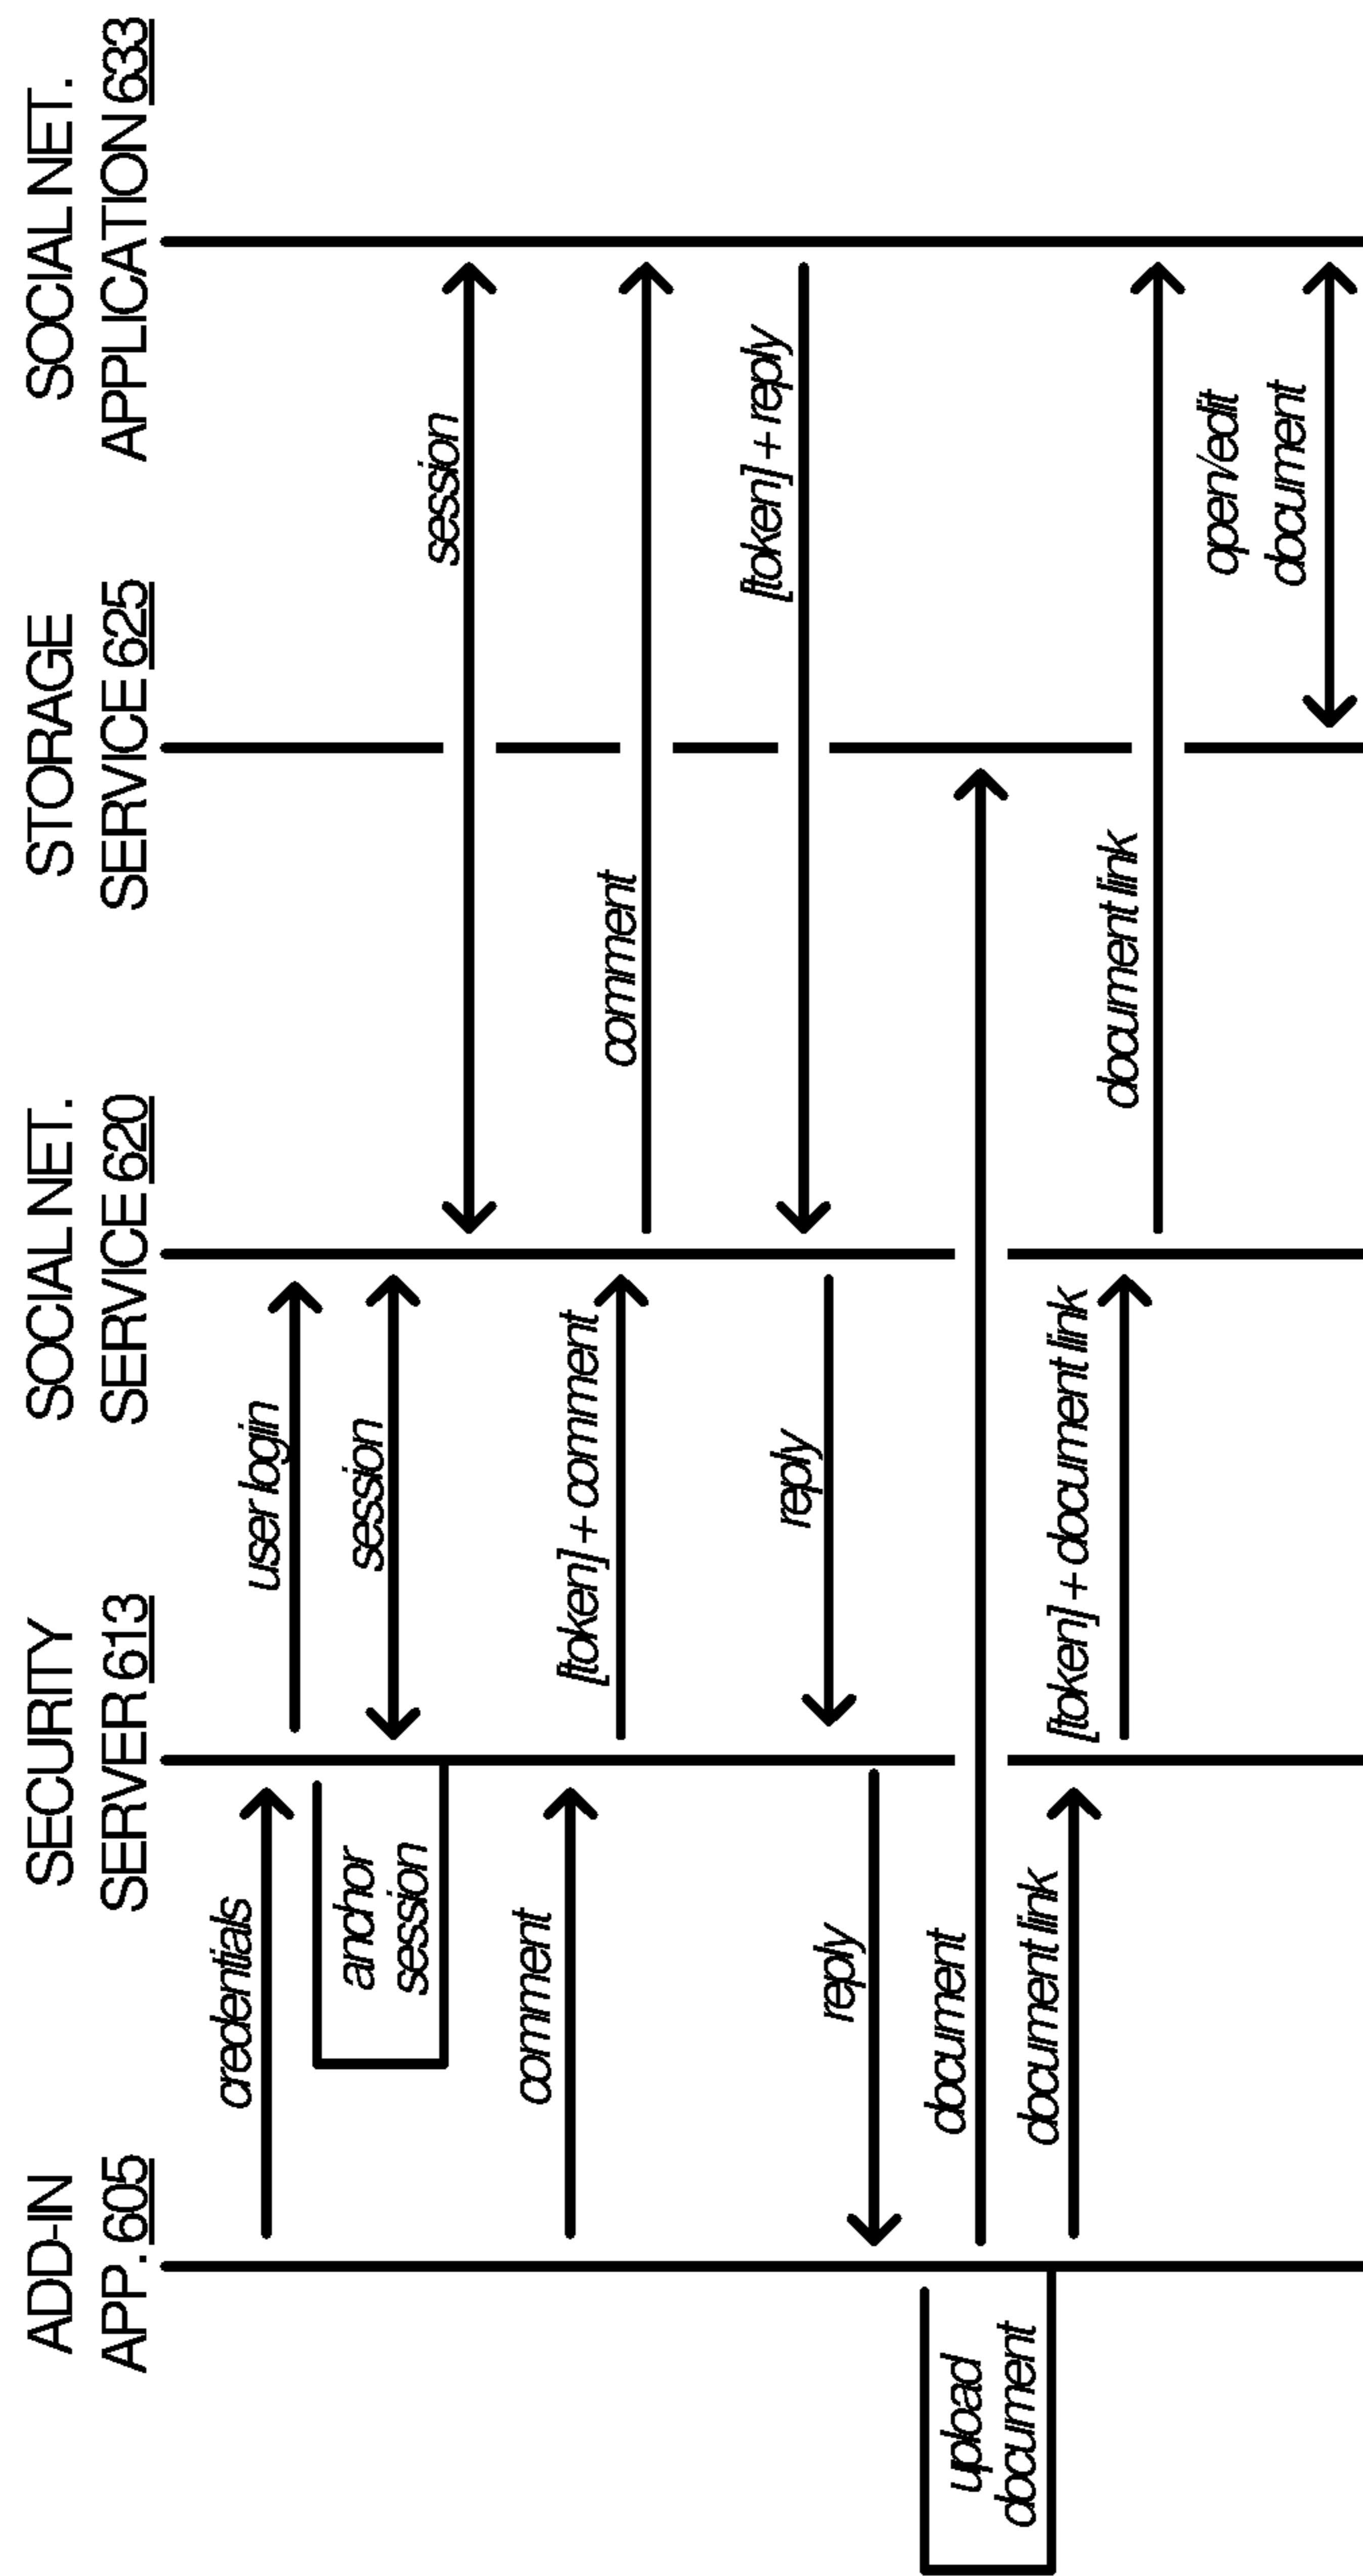 ADD-IN
APP. 605
SECURITY
SERVER 613
SOCIAL NET.
SERVICE 620
STORAGE
SERVICE 625
SOCIAL NET.
APPLICATION 633
credentials
user login
anchor
session
session
session
comment
[token] + comment
comment
[token] + reply
reply
reply
upload
document
document
document link
[token] + document link
document link
open/edit
document